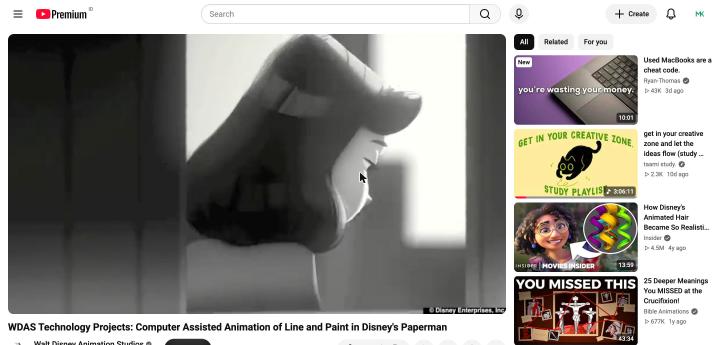 Premium ID
Search
Create
MK
© Disney Enterprises, Inc
WDAS Technology Projects: Computer Assisted Animation of Line and Paint in Disney's Paperman
Walt Disney Animation Studios
All
Related
For you
New
you're wasting your money.
10:01
Used MacBooks are a
cheat code.
Ryan-Thomas
43K 3d ago
GET IN YOUR CREATIVE ZONE.
STUDY PLAYLIS
3:06:11
get in your creative
zone and let the
ideas flow (study ...
taami study.
2.3K 10d ago
INSIDER MOVIES INSIDER
13:59
How Disney's
Animated Hair
Became So Realisti...
Insider
4.5M 4y ago
YOU MISSED THIS
43:34
25 Deeper Meanings
You MISSED at the
Crucifixion!
Bible Animations
677K 1y ago